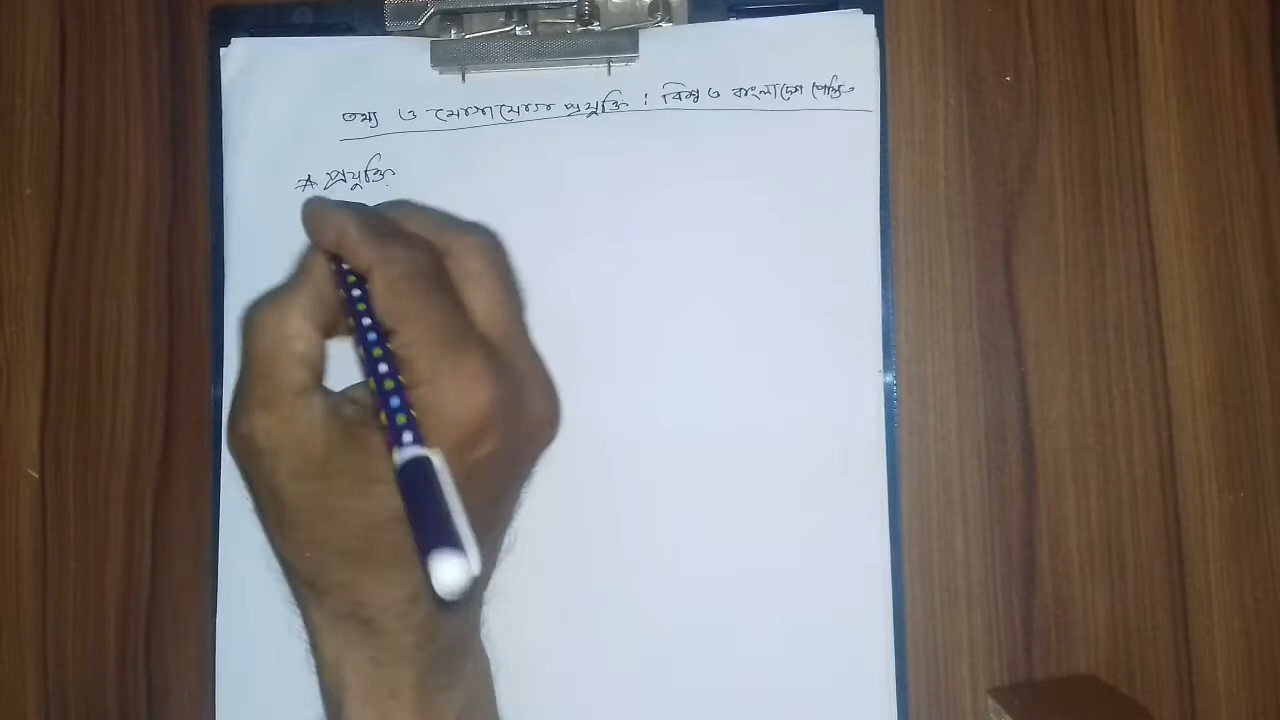 তথ্য ও যোগাযোগ প্রযুক্তি : বিশ্ব ও বাংলাদেশ প্রেক্ষিত
* প্রযুক্তি